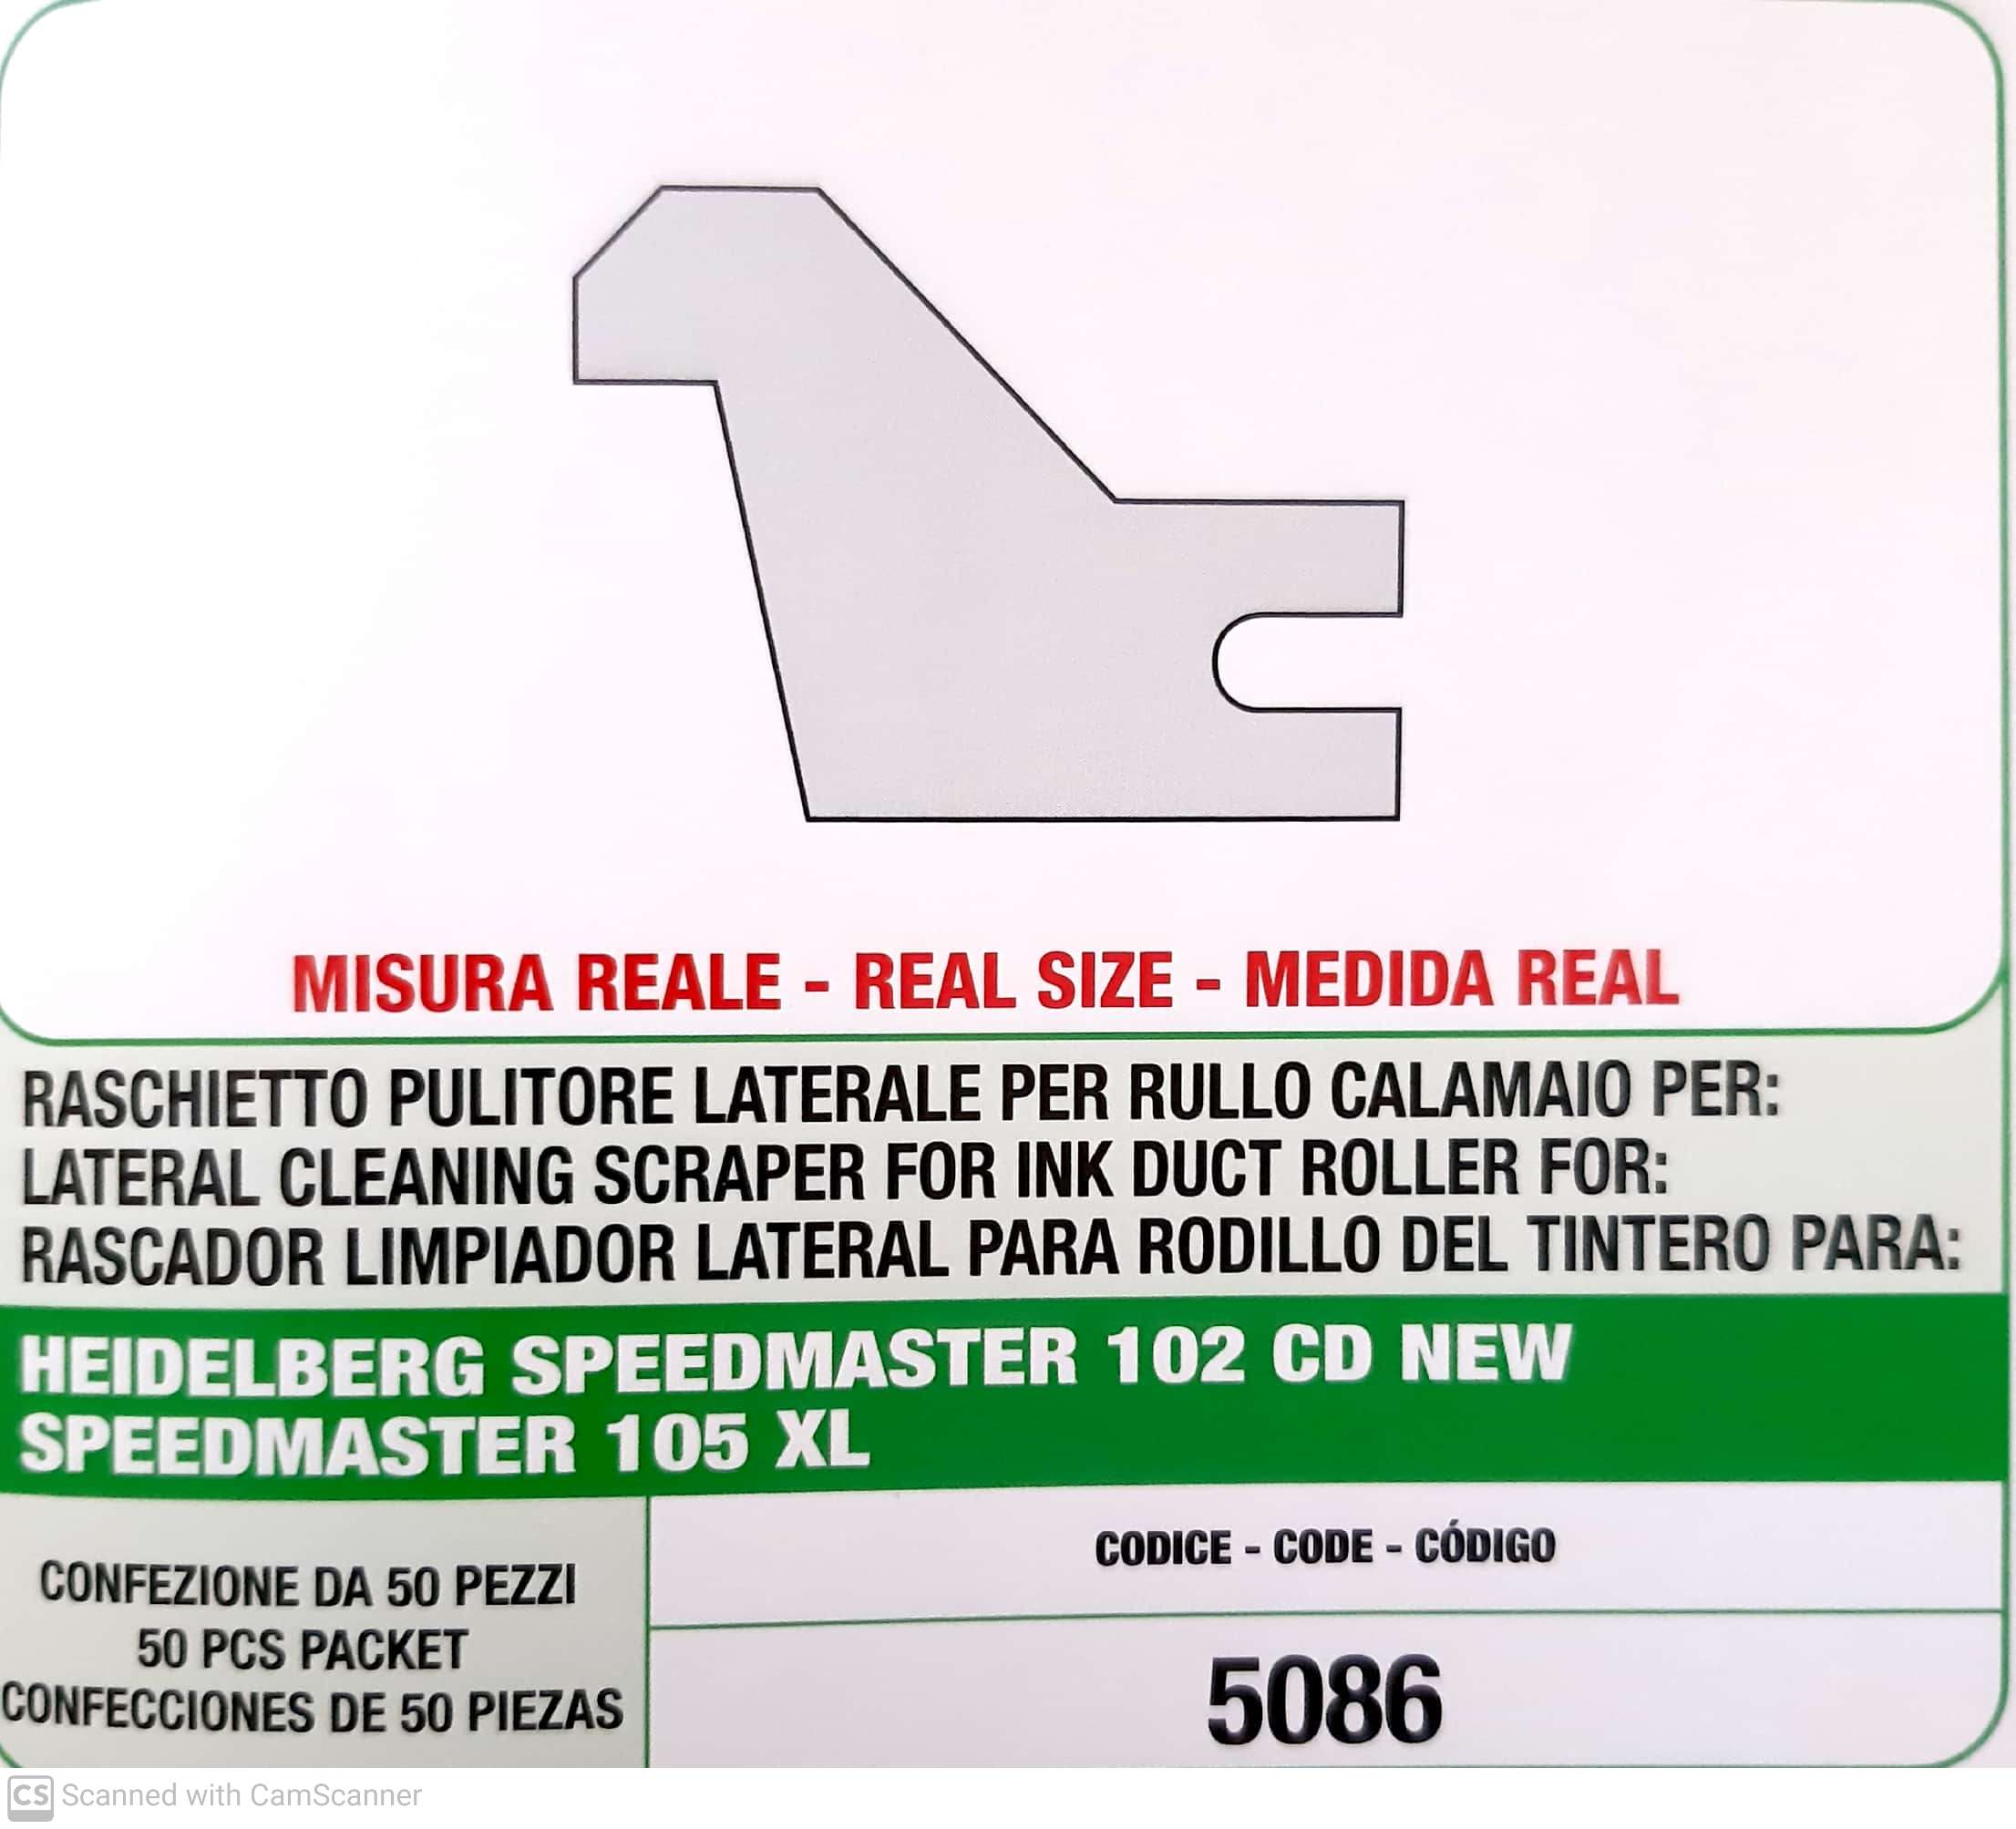 MISURA REALE - REAL SIZE - MEDIDA REAL
RASCHIETTO PULITORE LATERALE PER RULLO CALAMAIO PER:
LATERAL CLEANING SCRAPER FOR INK DUCT ROLLER FOR:
RASCADOR LIMPIADOR LATERAL PARA RODILLO DEL TINTERO PARA:
HEIDELBERG SPEEDMASTER 102 CD NEW
SPEEDMASTER 105 XL
CONFEZIONE DA 50 PEZZI
50 PCS PACKET
CONFECCIONES DE 50 PIEZAS
CODICE - CODE - CÓDIGO
5086
CS Scanned with CamScanner